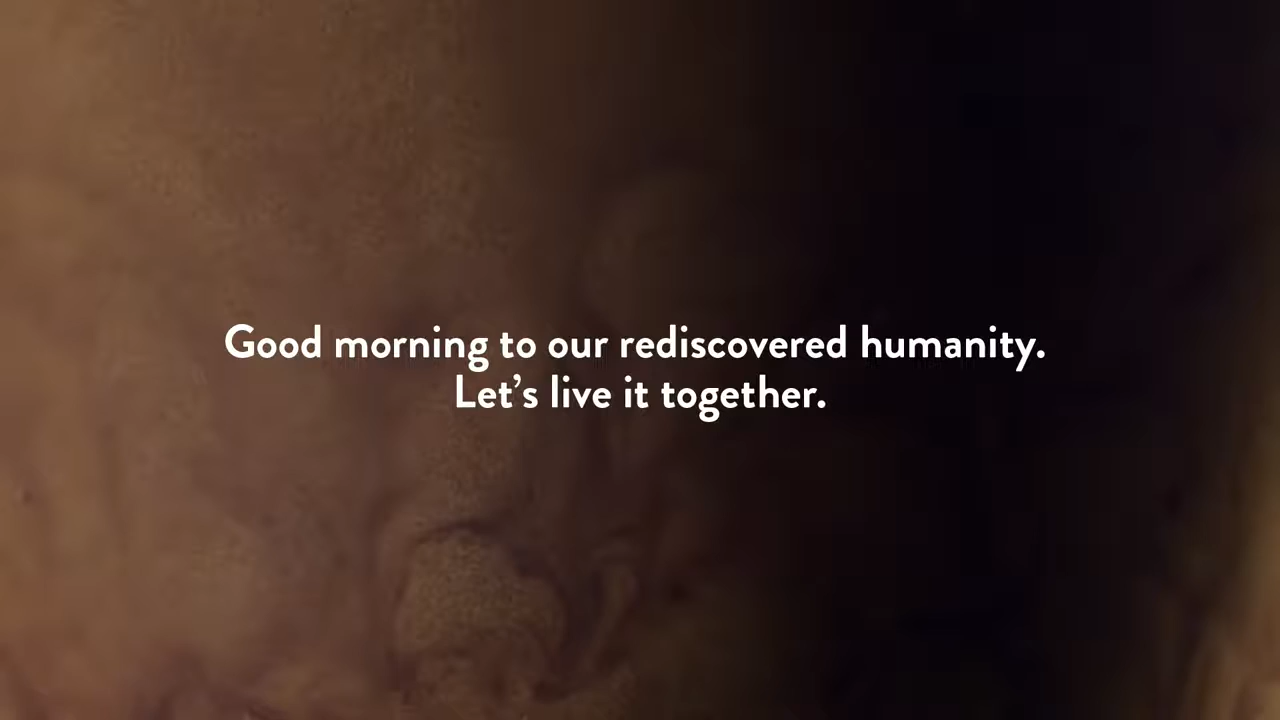 Good morning to our rediscovered humanity.
Let’s live it together.